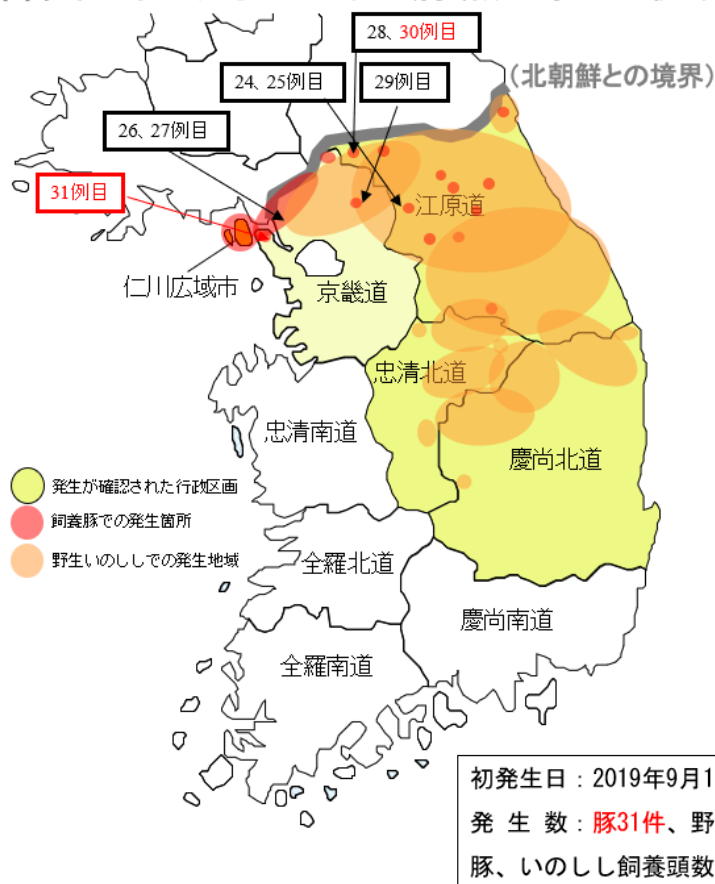 28、30例目
(北朝鮮との境界)
24、25例目
29例目
26、27例目
31例目
江原道
仁川広域市
京畿道
忠清北道
忠清南道
慶尚北道
発生が確認された行政区画
飼養豚での発生箇所
野生いのししでの発生地域
全羅北道
慶尚南道
全羅南道
初発生日：2019年9月1
発 生 数：豚31件、野
豚、いのしし飼養頭数